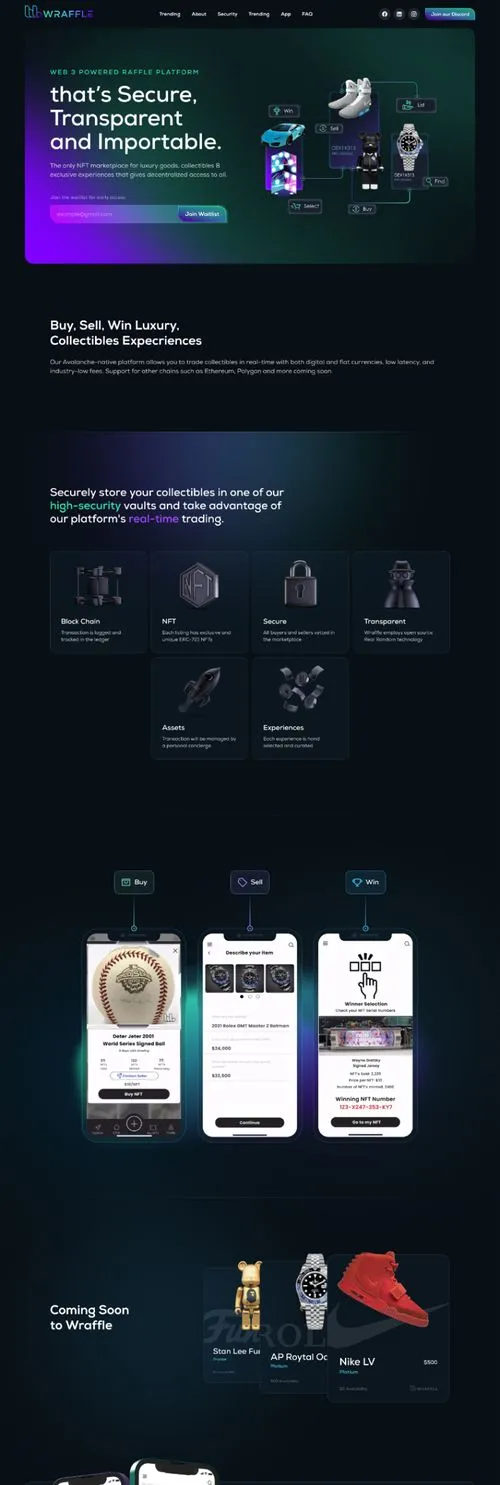 WRAFFLE
Trending About Security Trending App FAQ
Join our Discord
WEB 3 POWERED RAFFLE PLATFORM
that's Secure,
Transparent
and Importable.
The only NFT marketplace for luxury goods, collectibles &
exclusive experiences that gives decentralized access to all.
Join the waitlist for early access
example@gmail.com
Join Waitlist
Win
Sell
List
Find
Select
Buy
Buy, Sell, Win Luxury,
Collectibles Expecriences
Our Avalanche-native platform allows you to trade collectibles in real-time with both digital and fiat currencies, low latency, and
industry-low fees. Support for other chains such as Ethereum, Polygon and more coming soon.
Securely store your collectibles in one of our
high-security vaults and take advantage of
our platform's real-time trading.
Block Chain
Transaction is logged and
tracked in the ledger
NFT
Each listing has exclusive and
unique ERC-721 NFTs
Secure
All buyers and sellers vetted in
the marketplace
Transparent
Wraffle employs open source
Real Random technology
Assets
Transaction will be managed by
a personal concierge
Experiences
Each experience is hand
selected and curated
Buy
Sell
Win
Deter Jeter 2001
World Series Signed Ball
Contact Seller
Buy NFT
Describe your item
2021 Rolex GMT Master 2 Batman
$34,000
Continue
Winner Selection
Check your NFT Serial Numbers
Signed Jersey
Winning NFT Number
123-X247-353-KY7
Go to my NFT
Coming Soon
to Wraffle
Stan Lee Fun
AP Roytal Oa
Platium
Nike LV
Platium
$500
WRAFFLE